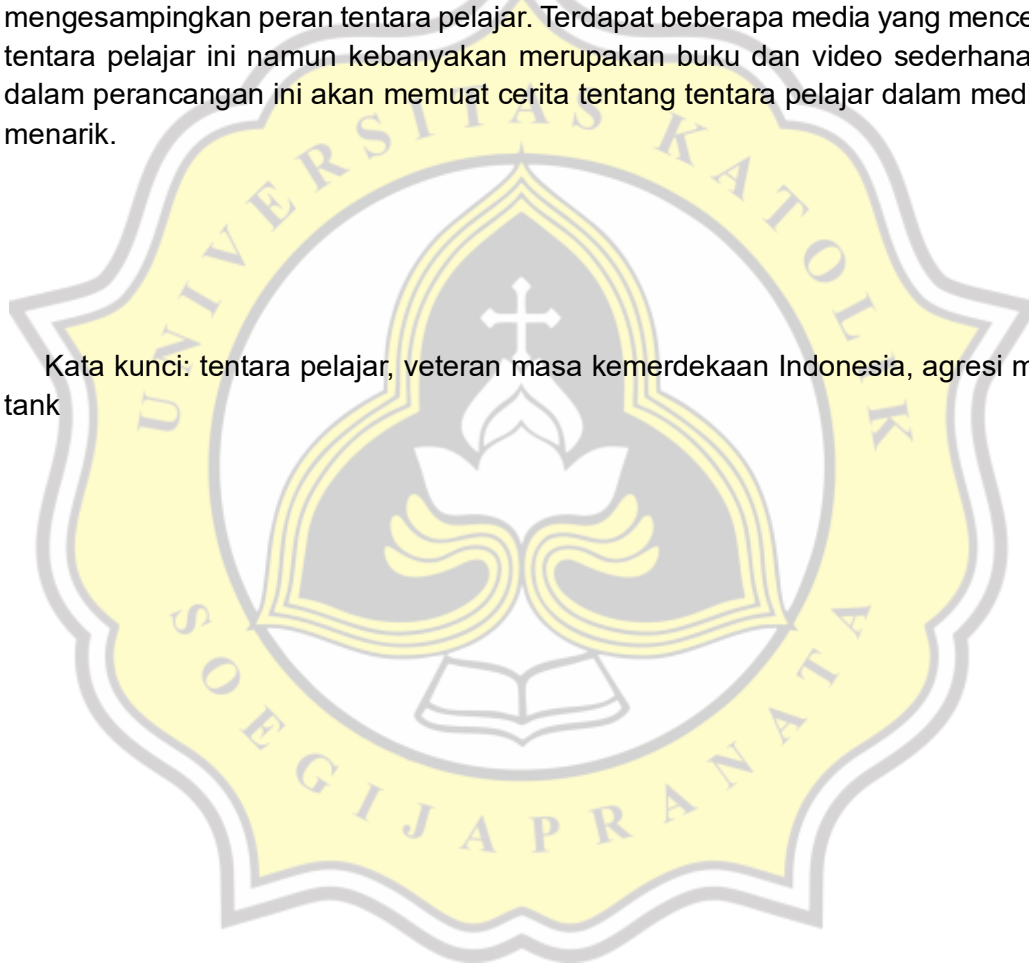 mengesampingkan peran tentara pelajar. Terdapat beberapa media yang mence
tentara pelajar ini namun kebanyakan merupakan buku dan video sederhana
dalam perancangan ini akan memuat cerita tentang tentara pelajar dalam med
menarik.
UNIVERSITAS KATOLIK
Kata kunci: tentara pelajar, veteran masa kemerdekaan Indonesia, agresi m
tank
SOEGIJAPRANATA